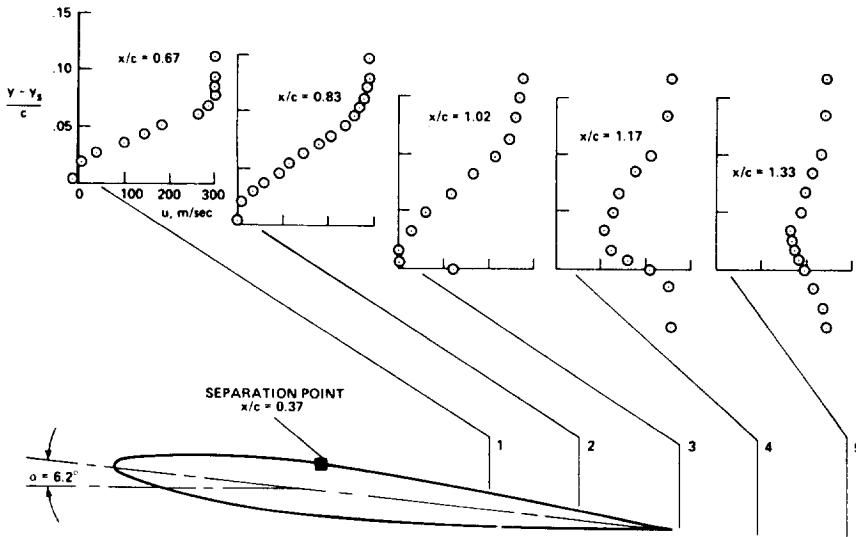 .15
.10
.05
0
y − yₛ
c
x/c = 0.67
0 100 200 300
u, m/sec
x/c = 0.83
x/c = 1.02
x/c = 1.17
x/c = 1.33
SEPARATION POINT
x/c = 0.37
1
2
3
4
5
α = 6.2°